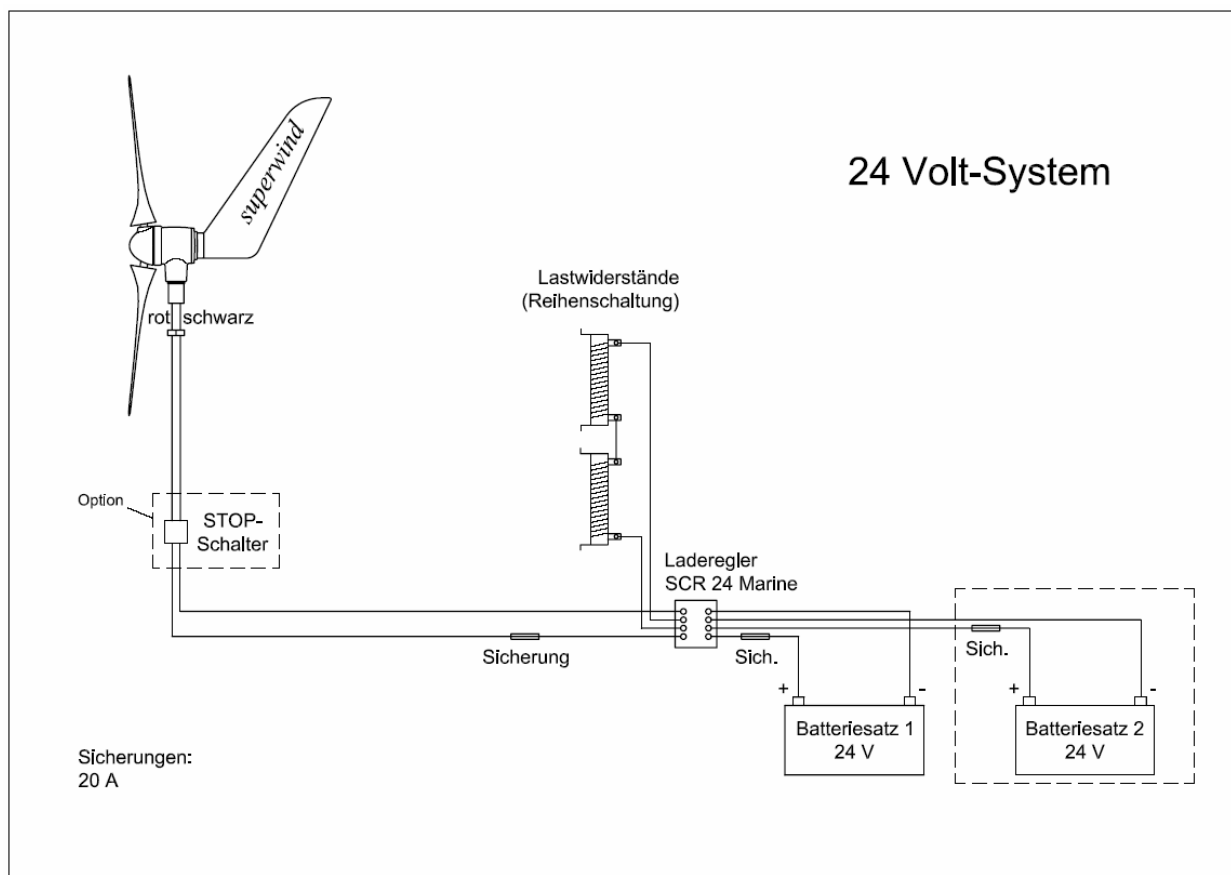 superwind
24 Volt-System
Lastwiderstände
(Reihenschaltung)
rot schwarz
Option
STOP-
Schalter
Laderegler
SCR 24 Marine
Sicherung
Sich.
Sich.
+ -
+ -
Batteriesatz 1
24 V
Batteriesatz 2
24 V
Sicherungen:
20 A